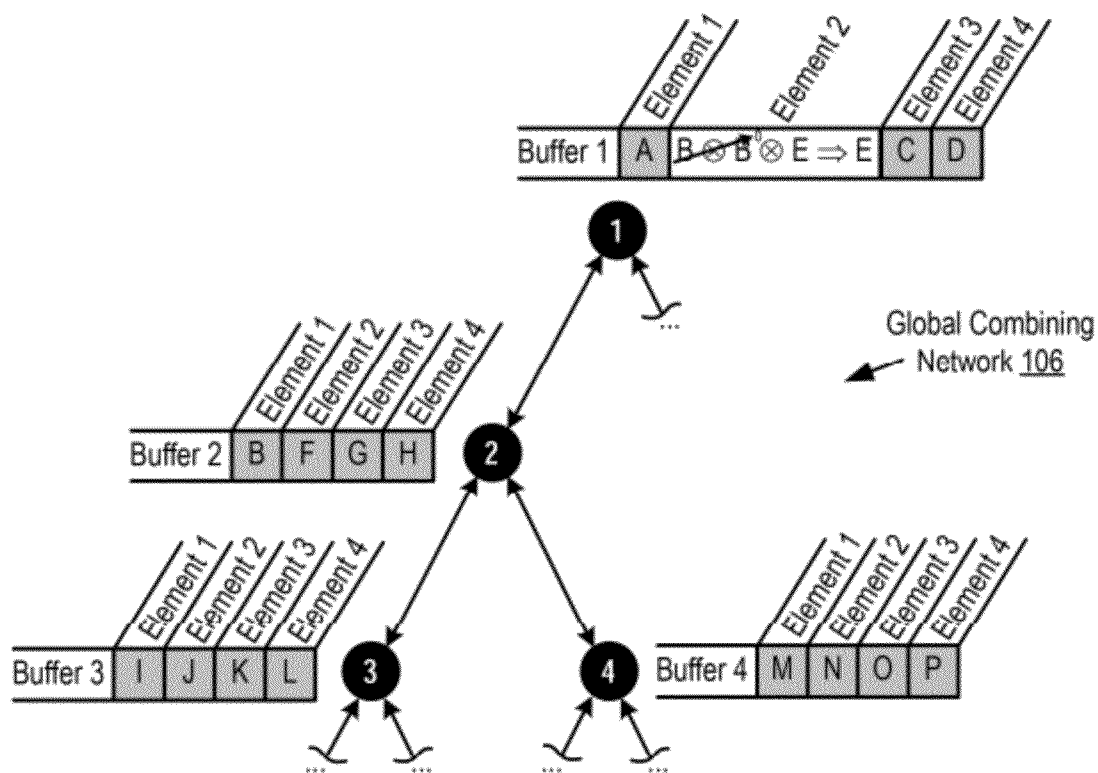 Element 1
Element 2
Element 3
Element 4
Buffer 1 A B ⊗ B ⊗ E ⇒ E C D
0
1
...
Global Combining
Network 106
Element 1
Element 2
Element 3
Element 4
Buffer 2 B F G H
2
Element 1
Element 2
Element 3
Element 4
Buffer 3 I J K L
3
Element 1
Element 2
Element 3
Element 4
4
Buffer 4 M N O P
... ... ... ...